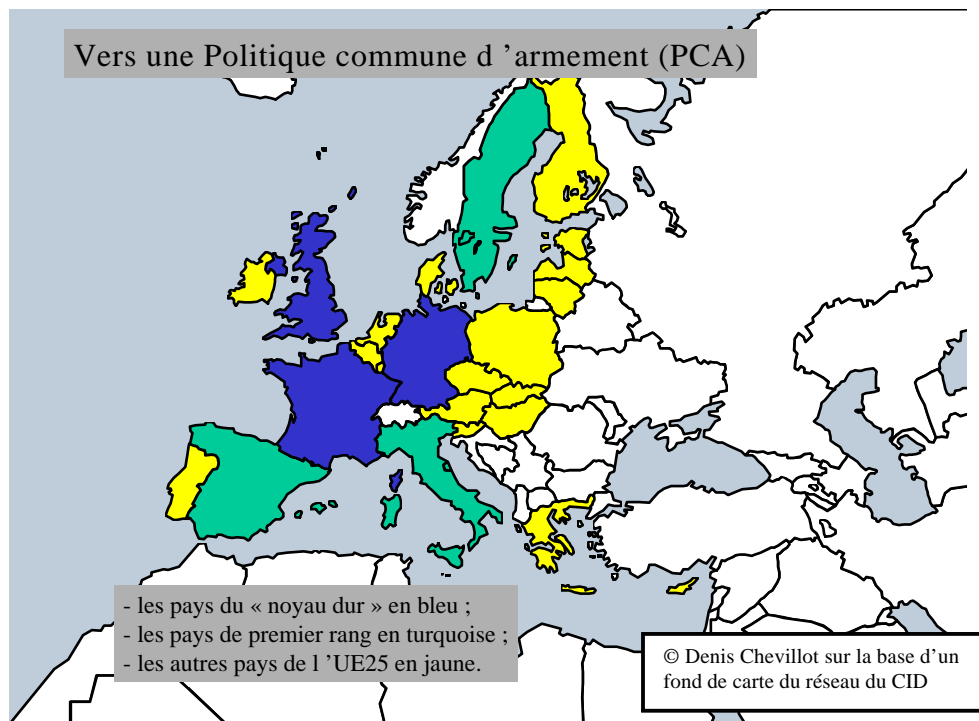 Vers une Politique commune d ’armement (PCA)
- les pays du « noyau dur » en bleu ;
- les pays de premier rang en turquoise ;
- les autres pays de l ’UE25 en jaune.
© Denis Chevillot sur la base d’un
fond de carte du réseau du CID